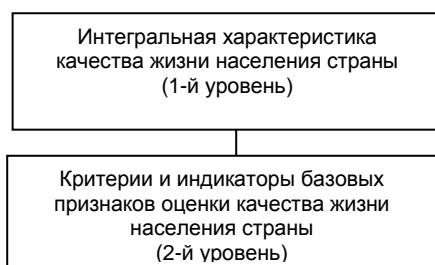 Интегральная характеристика
качества жизни населения страны
(1-й уровень)
Критерии и индикаторы базовых
признаков оценки качества жизни
населения страны
(2-й уровень)